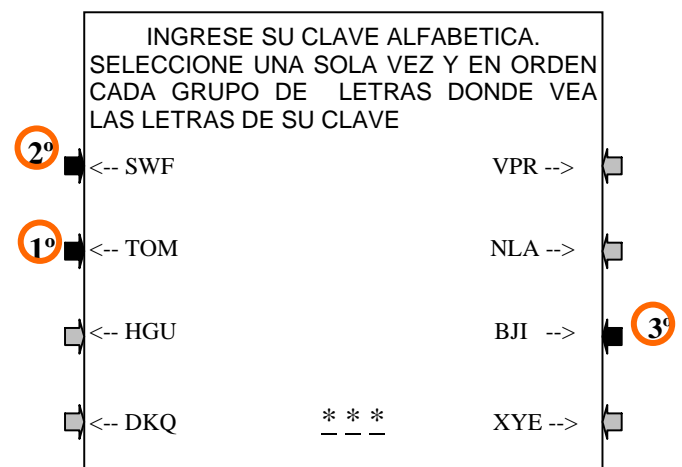 INGRESE SU CLAVE ALFABETICA.
SELECCIONE UNA SOLA VEZ Y EN ORDEN
CADA GRUPO DE LETRAS DONDE VEA
LAS LETRAS DE SU CLAVE
2º <-- SWF VPR -->
1º <-- TOM NLA -->
<-- HGU BJI --> 3º
<-- DKQ * * * XYE -->